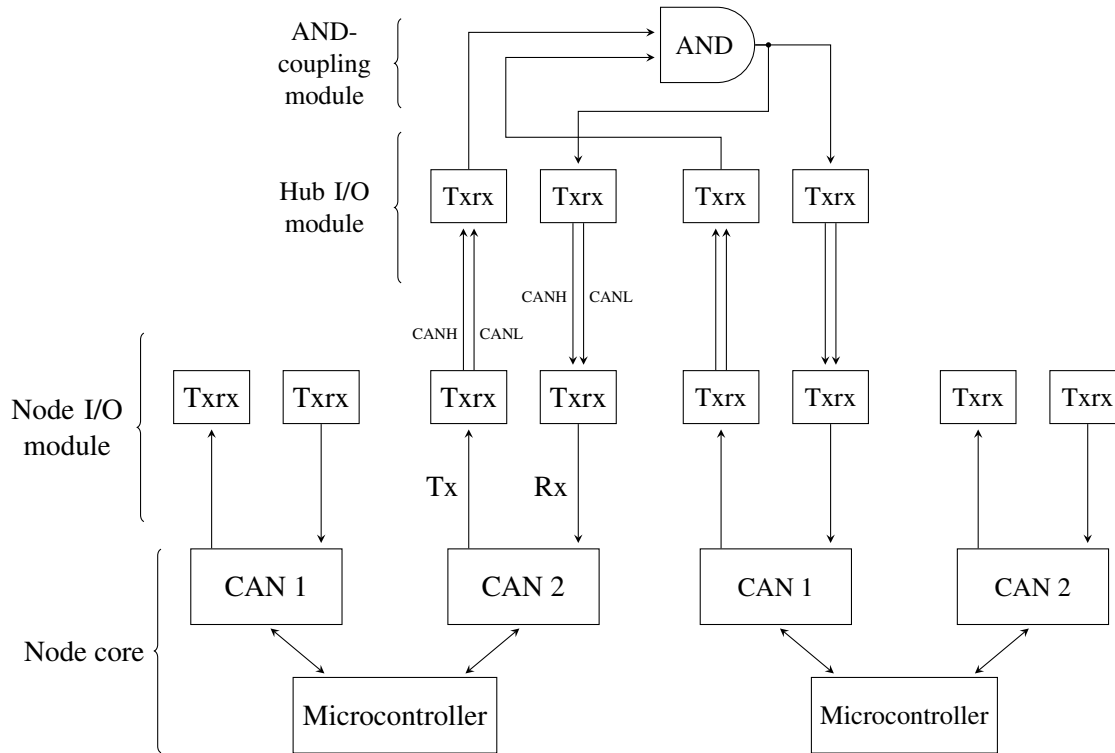 AND-
coupling
module
AND
Hub I/O
module
Txrx
Txrx
Txrx
Txrx
CANH
CANL
CANH
CANL
Node I/O
module
Txrx
Txrx
Txrx
Txrx
Txrx
Txrx
Txrx
Txrx
Tx
Rx
Node core
CAN 1
CAN 2
CAN 1
CAN 2
Microcontroller
Microcontroller